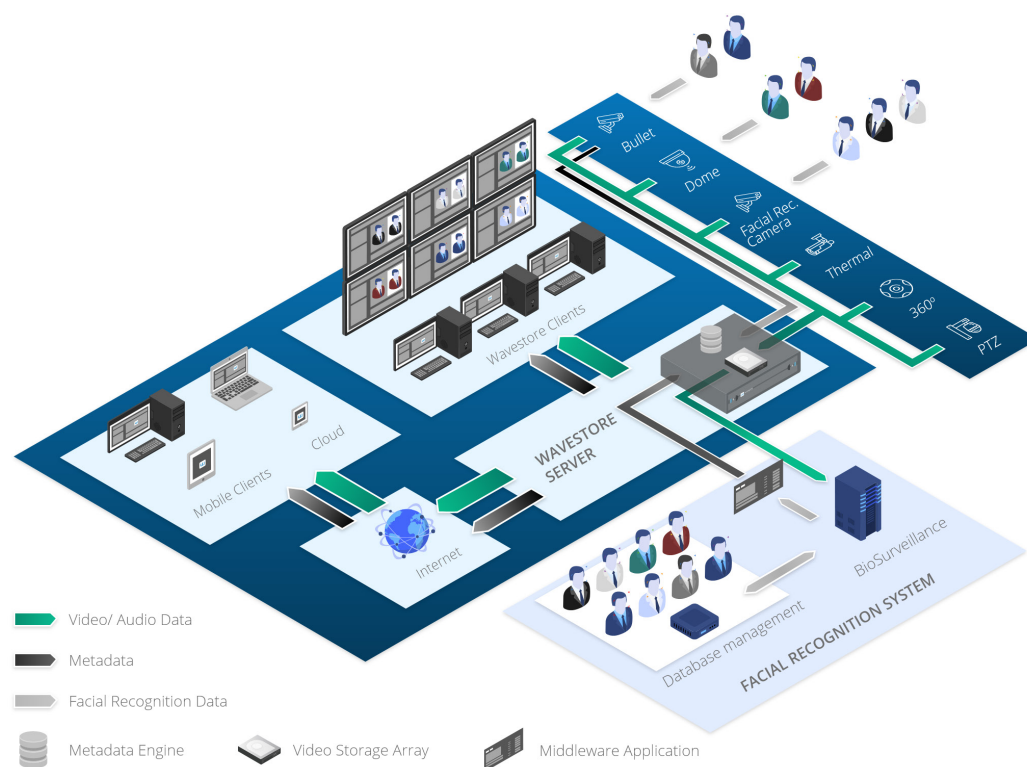 Bullet
Dome
Facial Rec.
Camera
Thermal
360º
PTZ
Wavestore Clients
Cloud
Mobile Clients
WAVESTORE
SERVER
Internet
BioSurveillance
Database management
FACIAL RECOGNITION SYSTEM
Video/ Audio Data
Metadata
Facial Recognition Data
Metadata Engine
Video Storage Array
Middleware Application